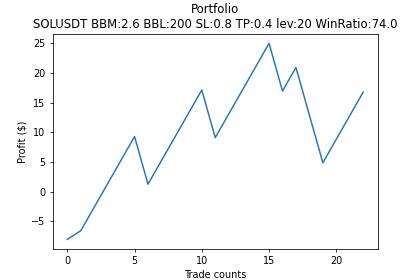 Portfolio
SOLUSDT BBM:2.6 BBL:200 SL:0.8 TP:0.4 lev:20 WinRatio:74.0
25
20
15
10
5
0
−5
Profit ($)
0 5 10 15 20
Trade counts